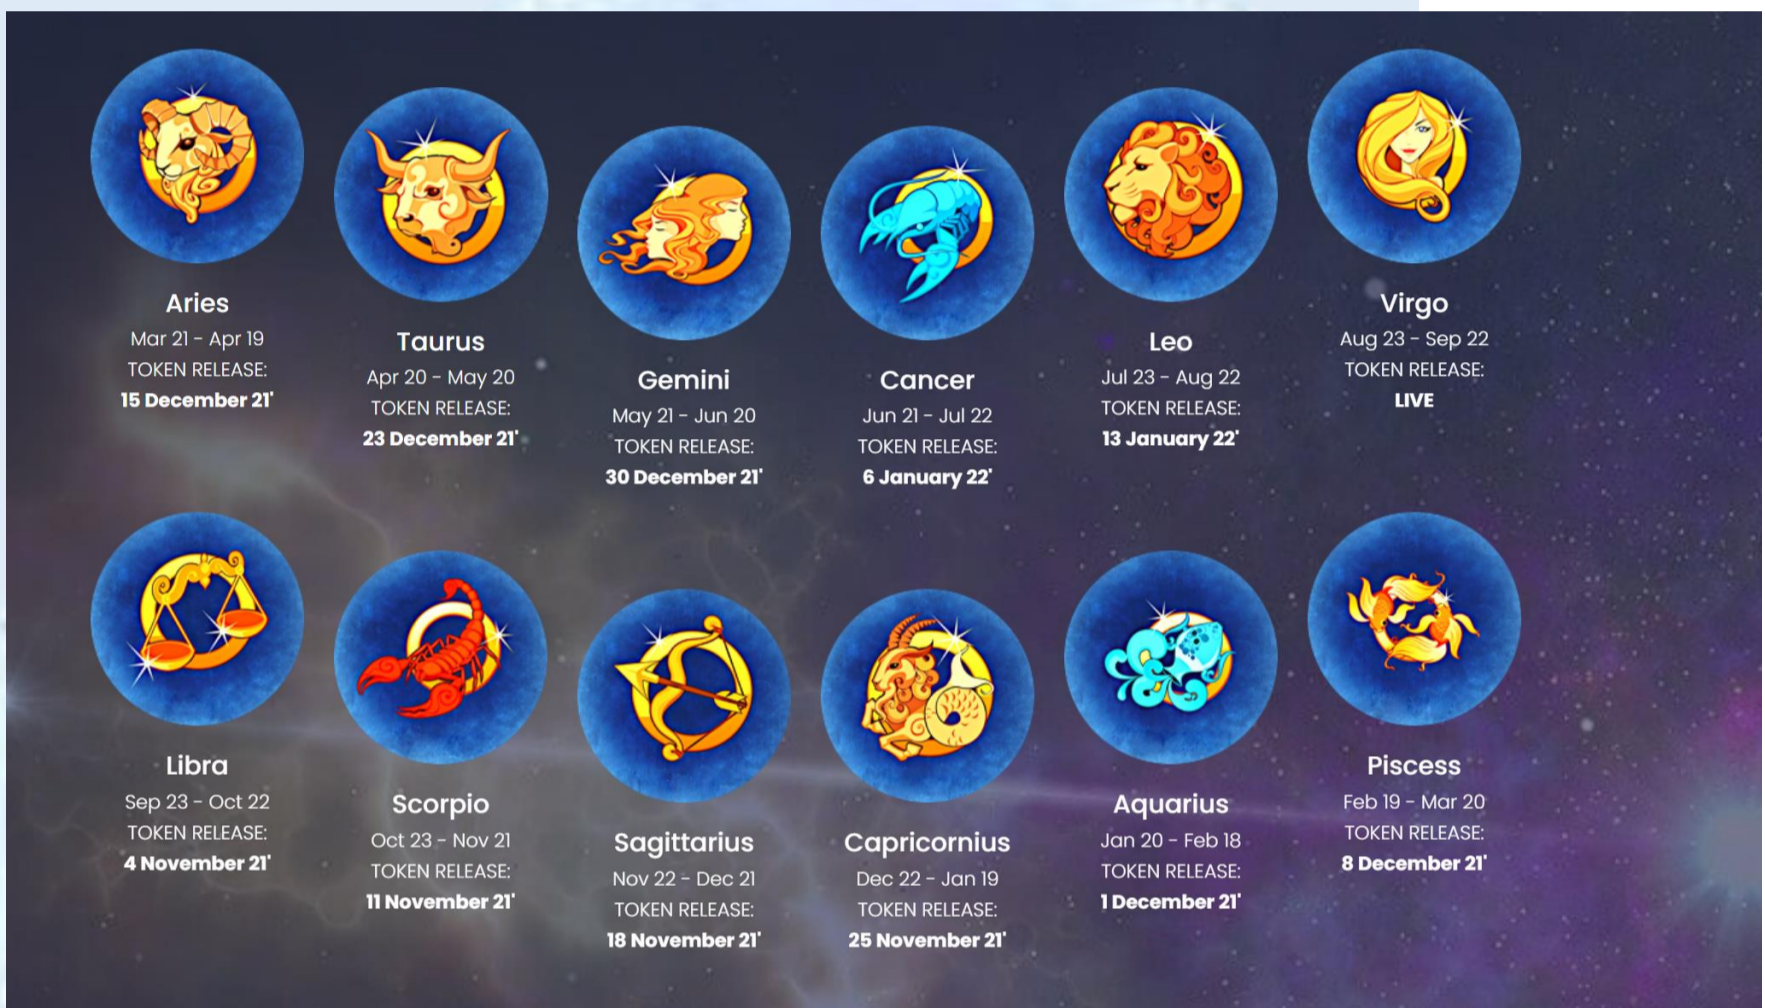 Aries
Mar 21 - Apr 19
TOKEN RELEASE:
15 December 21'
Taurus
Apr 20 - May 20
TOKEN RELEASE:
23 December 21'
Gemini
May 21 - Jun 20
TOKEN RELEASE:
30 December 21'
Cancer
Jun 21 - Jul 22
TOKEN RELEASE:
6 January 22'
Leo
Jul 23 - Aug 22
TOKEN RELEASE:
13 January 22'
Virgo
Aug 23 - Sep 22
TOKEN RELEASE:
LIVE
Libra
Sep 23 - Oct 22
TOKEN RELEASE:
4 November 21'
Scorpio
Oct 23 - Nov 21
TOKEN RELEASE:
11 November 21'
Sagittarius
Nov 22 - Dec 21
TOKEN RELEASE:
18 November 21'
Capricornius
Dec 22 - Jan 19
TOKEN RELEASE:
25 November 21'
Aquarius
Jan 20 - Feb 18
TOKEN RELEASE:
1 December 21'
Piscess
Feb 19 - Mar 20
TOKEN RELEASE:
8 December 21'